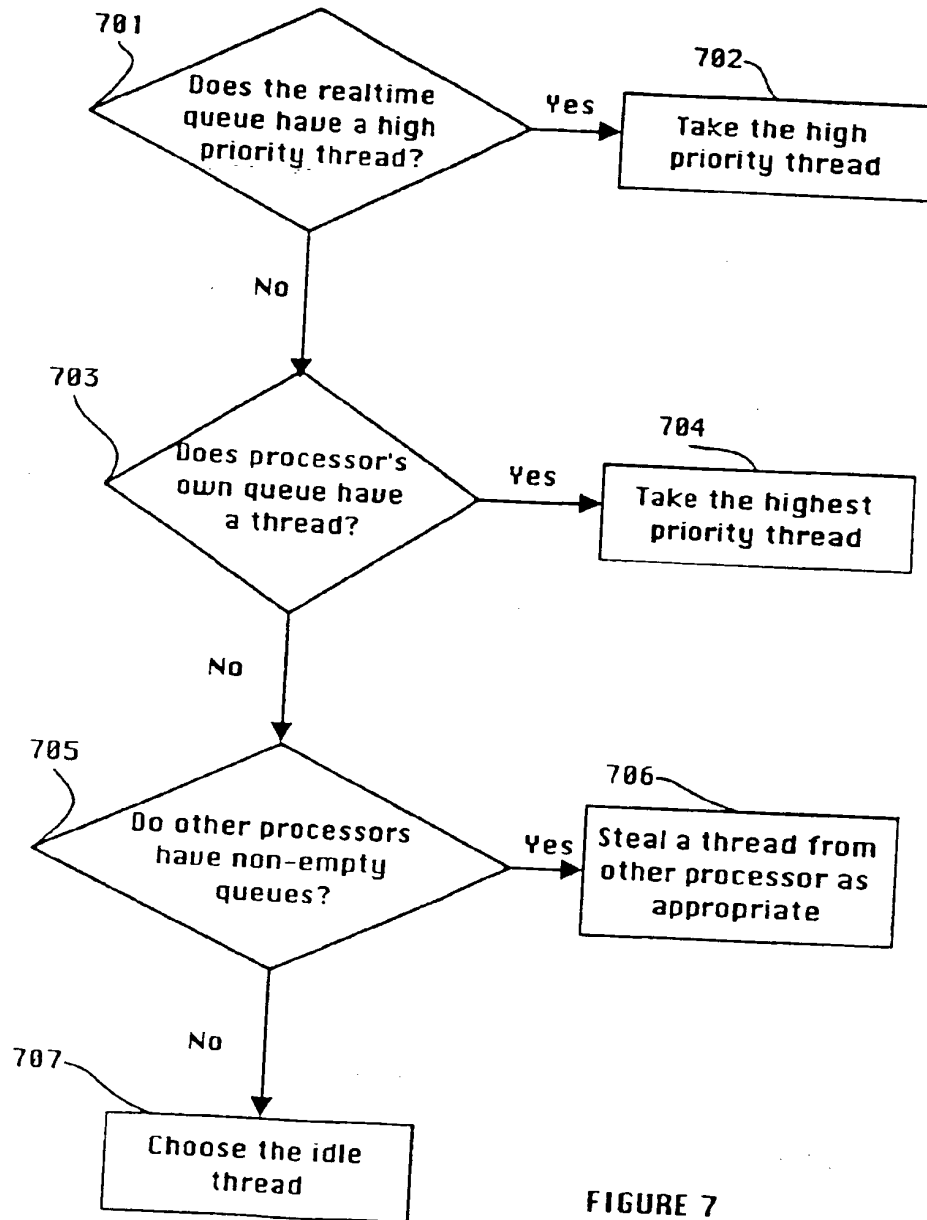 701
Does the realtime
queue have a high
priority thread?
Yes
702
Take the high
priority thread
No
703
Does processor's
own queue have
a thread?
Yes
704
Take the highest
priority thread
No
705
Do other processors
have non-empty
queues?
Yes
706
Steal a thread from
other processor as
appropriate
No
707
Choose the idle
thread
FIGURE 7